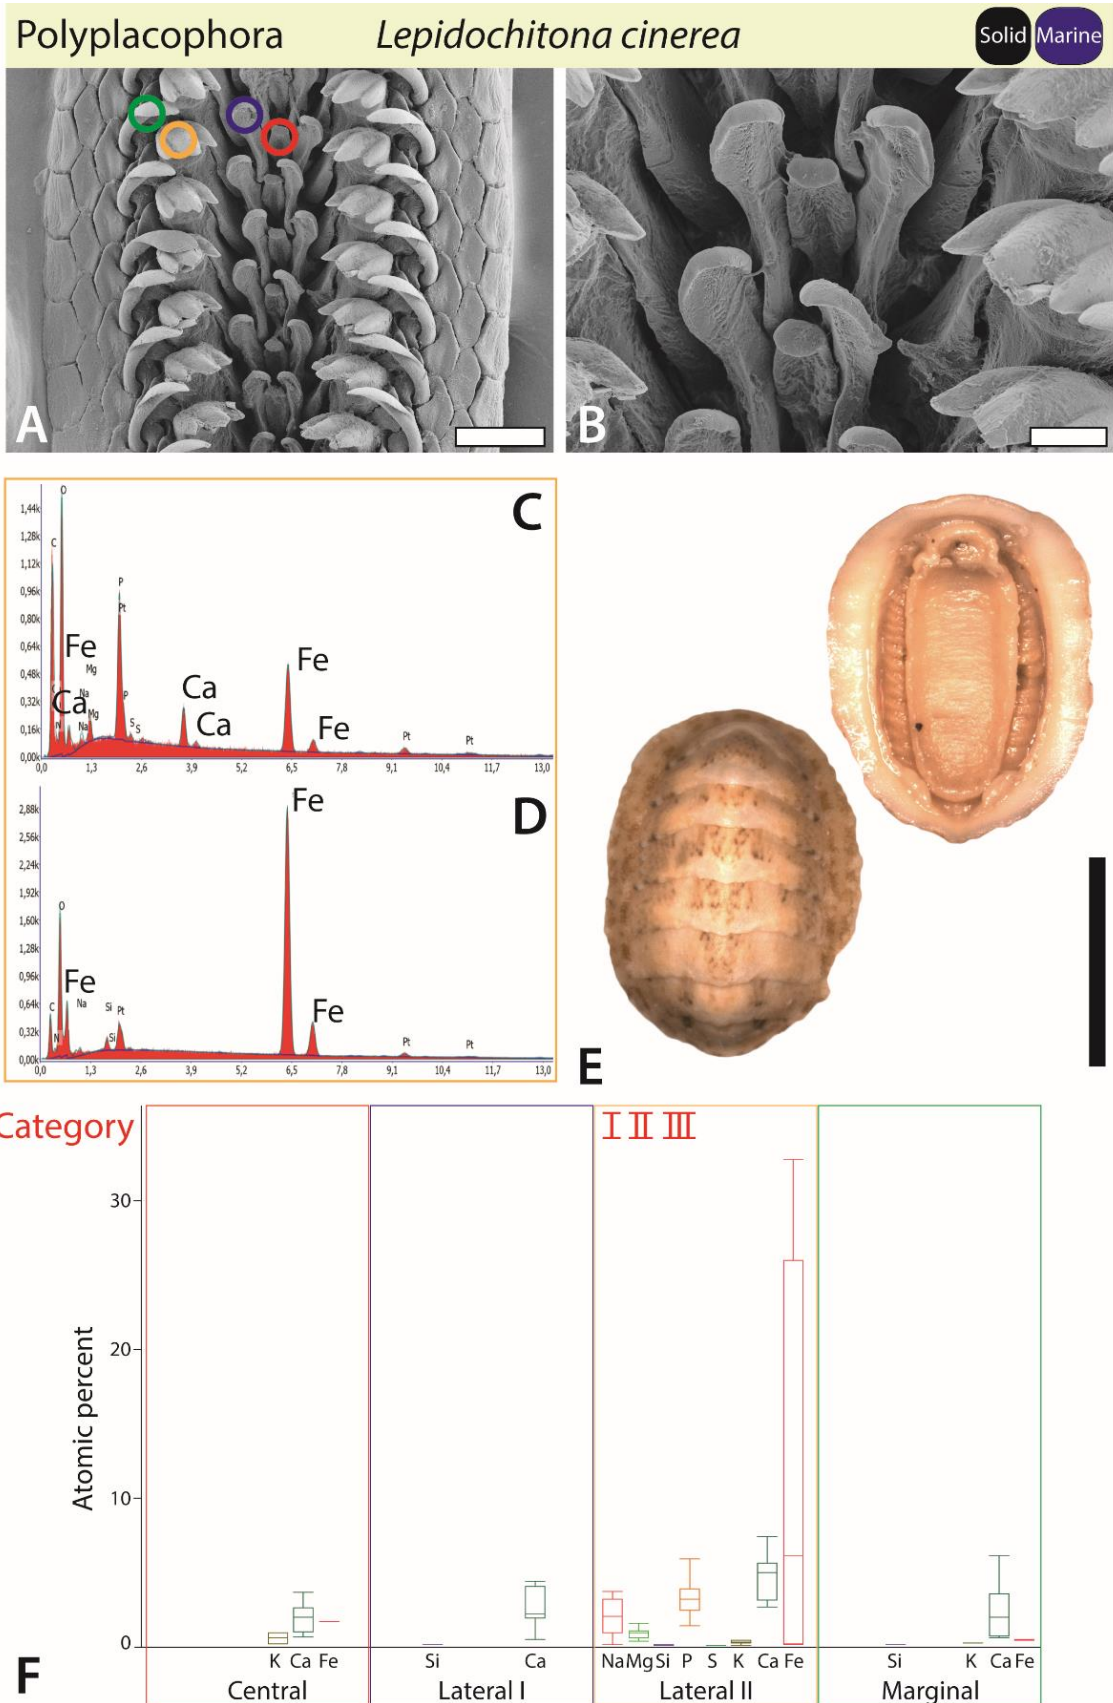 Polyplacophora Lepidochitona cinerea Solid Marine
A
B
C
O
1,44k
1,28k
C
1,12k
P
0,96k
Pt
0,80k
Fe
0,64k
Mg
Fe
0,48k
Na
P
Ca
Ca
0,32k
Mg
Ca
N
Na
S
S
Fe
0,16k
Pt
Pt
0,00k
0,0 1,3 2,6 3,9 5,2 6,5 7,8 9,1 10,4 11,7 13,0
D
Fe
2,88k
2,56k
2,24k
1,92k
O
1,60k
1,28k
Fe
0,96k
C
Na
Si
Pt
Fe
0,64k
N
Si
0,32k
Pt
Pt
0,00k
0,0 1,3 2,6 3,9 5,2 6,5 7,8 9,1 10,4 11,7 13,0
E
Category I II III
30
20
10
0
Atomic percent
K Ca Fe Si Ca Na Mg Si P S K Ca Fe Si K Ca Fe
Central Lateral I Lateral II Marginal
F